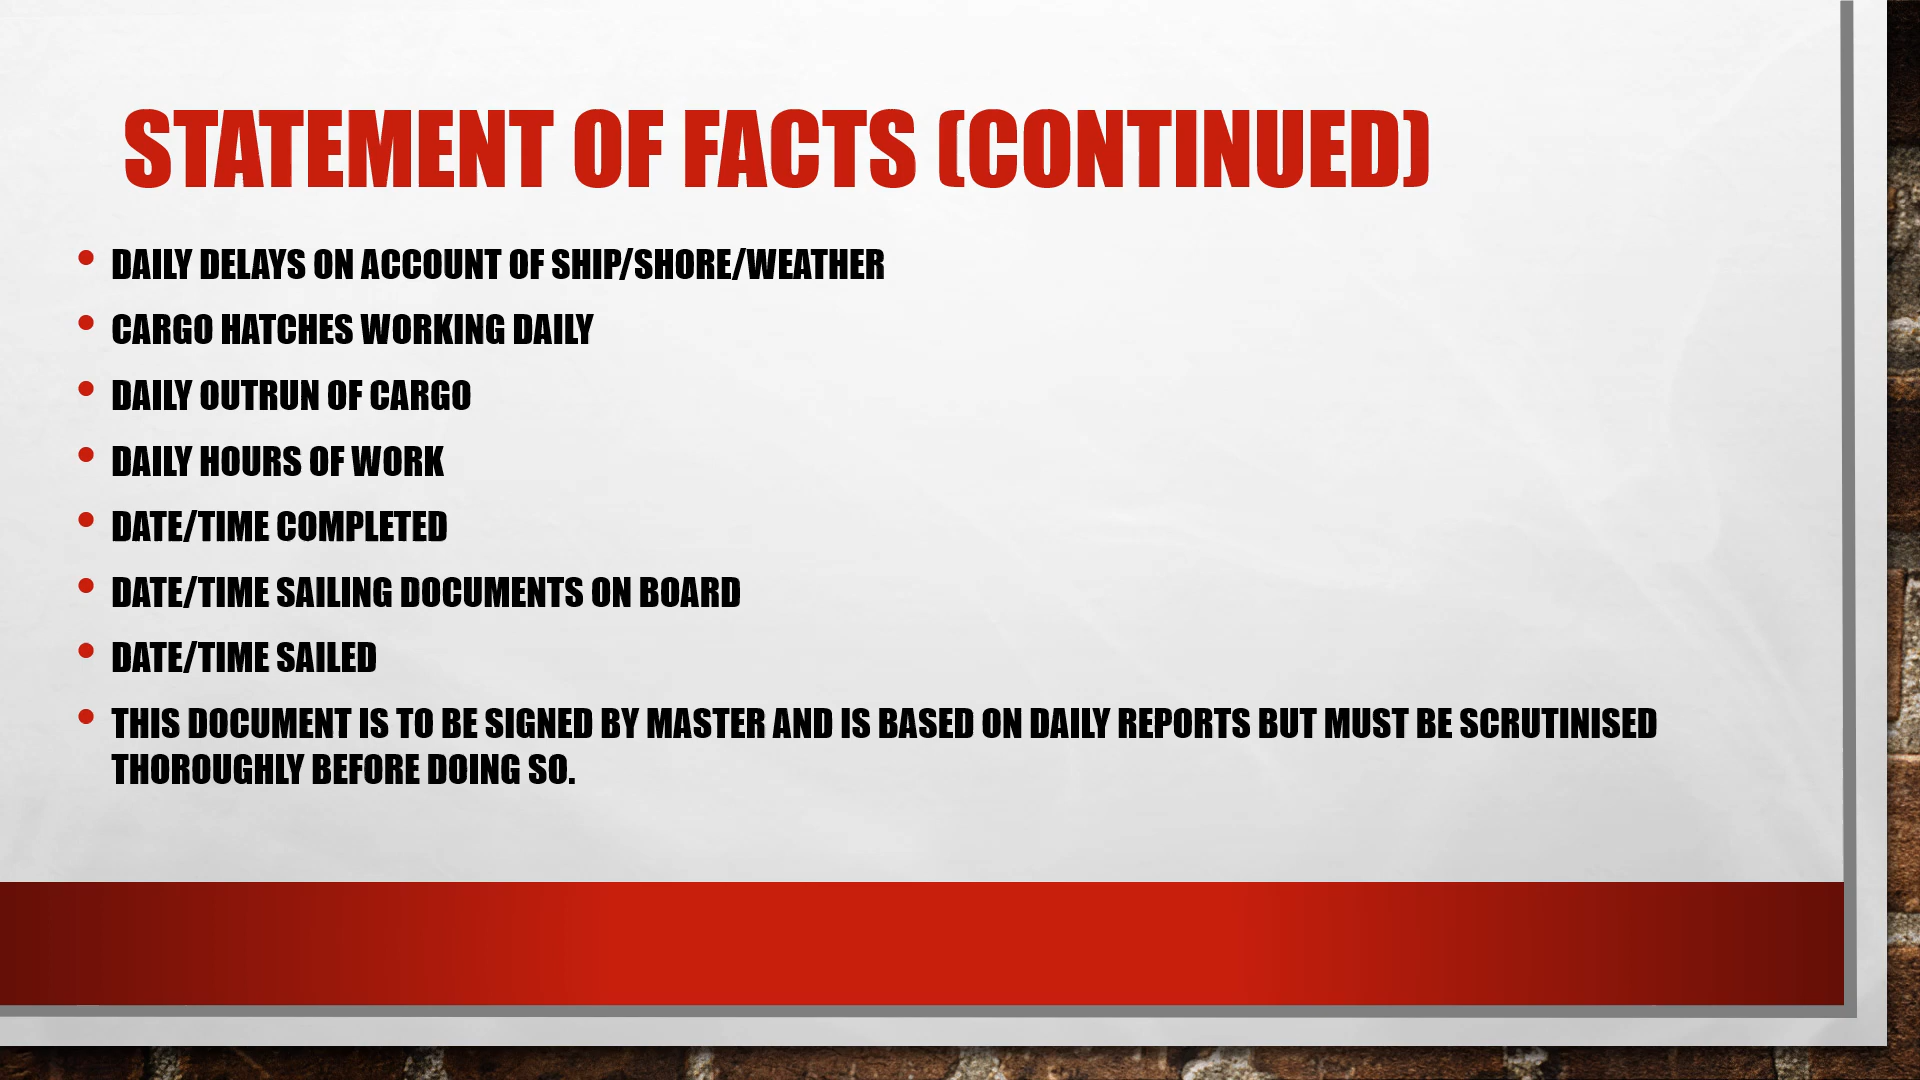 STATEMENT OF FACTS (CONTINUED)
• DAILY DELAYS ON ACCOUNT OF SHIP/SHORE/WEATHER
• CARGO HATCHES WORKING DAILY
• DAILY OUTRUN OF CARGO
• DAILY HOURS OF WORK
• DATE/TIME COMPLETED
• DATE/TIME SAILING DOCUMENTS ON BOARD
• DATE/TIME SAILED
• THIS DOCUMENT IS TO BE SIGNED BY MASTER AND IS BASED ON DAILY REPORTS BUT MUST BE SCRUTINISED
THOROUGHLY BEFORE DOING SO.